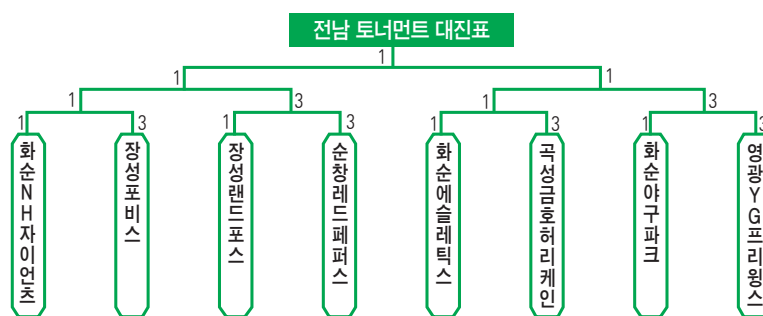 전남 토너먼트 대진표
1
1
1
1
3
1
3
1
3
1
3
1
3
1
3
화순NH자이언츠
장성포비스
장성랜드포스
순창레드페퍼스
화순에슬레틱스
곡성금호허리케인
화순야구파크
영광YG프리윙스